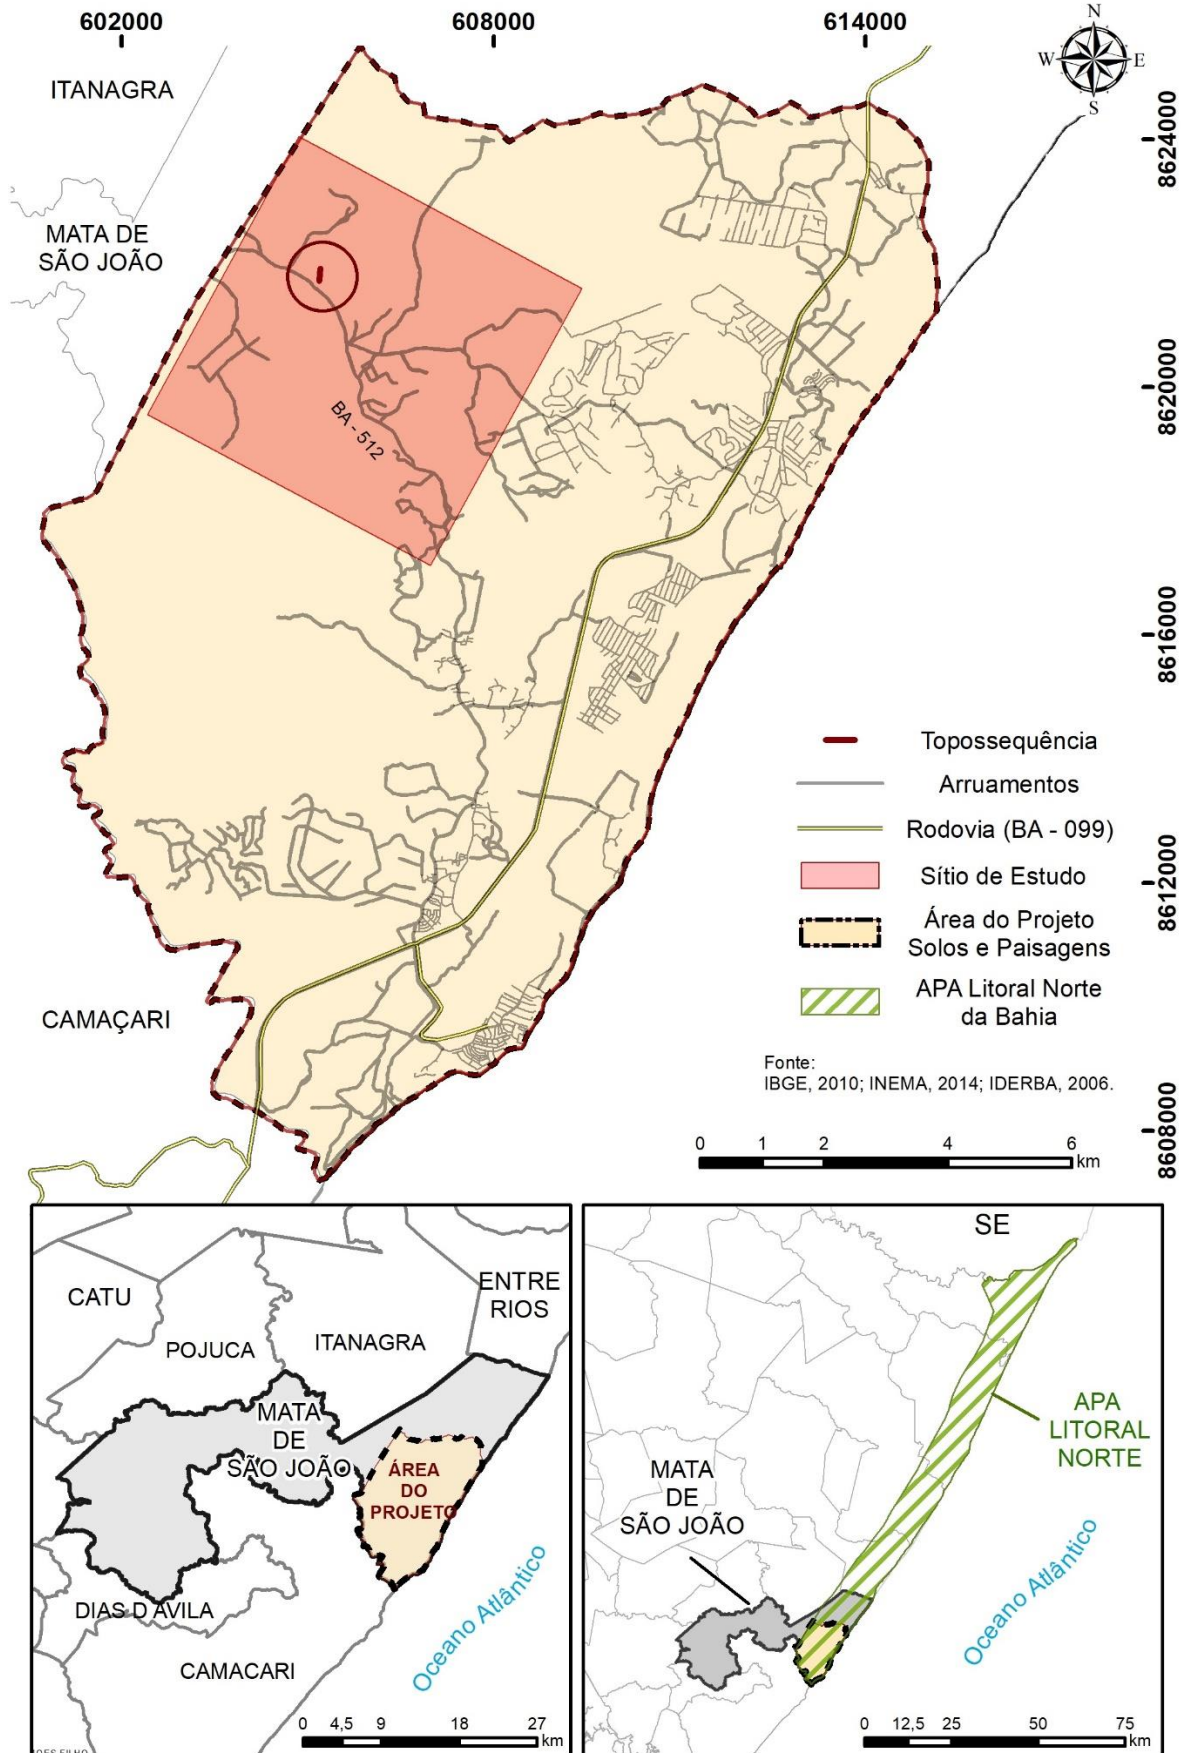 602000
608000
614000
N
W
E
S
ITANAGRA
8624000
MATA DE
SÃO JOÃO
8620000
BA - 512
8616000
Topossequência
Arruamentos
Rodovia (BA - 099)
Sítio de Estudo
8612000
Área do Projeto
Solos e Paisagens
APA Litoral Norte
da Bahia
CAMAÇARI
Fonte:
IBGE, 2010; INEMA, 2014; IDERBA, 2006.
8608000
0 1 2 4 6
km
CATU
ENTRE
RIOS
POJUCA
ITANAGRA
MATA
DE
SÃO JOÃO
ÁREA
DO
PROJETO
DIAS D AVILA
CAMACARI
Oceano Atlântico
0 4,5 9 18 27
km
SE
APA
LITORAL
NORTE
MATA
DE
SÃO JOÃO
Oceano Atlântico
0 12,5 25 50 75
km